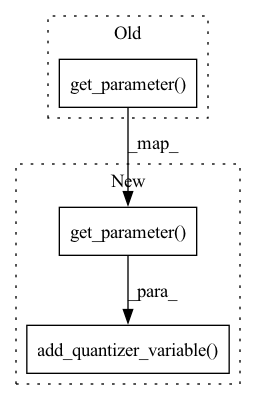 Old
get_parameter()
_map_
New
get_parameter()
_para_
add_quantizer_variable()